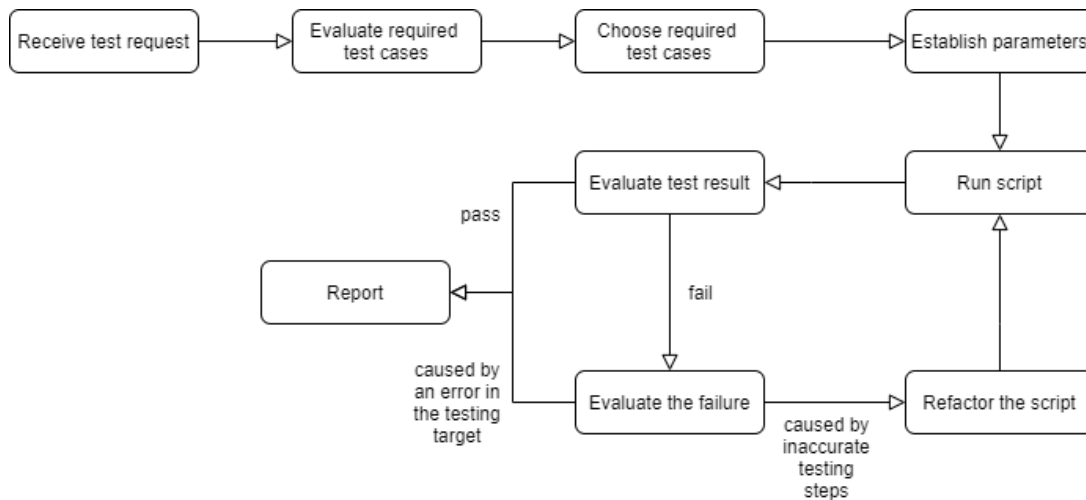 Receive test request
Evaluate required
test cases
Choose required
test cases
Establish parameters
Evaluate test result
Run script
pass
Report
fail
caused by
an error in
the testing
target
Evaluate the failure
Refactor the script
caused by
inaccurate
testing
steps